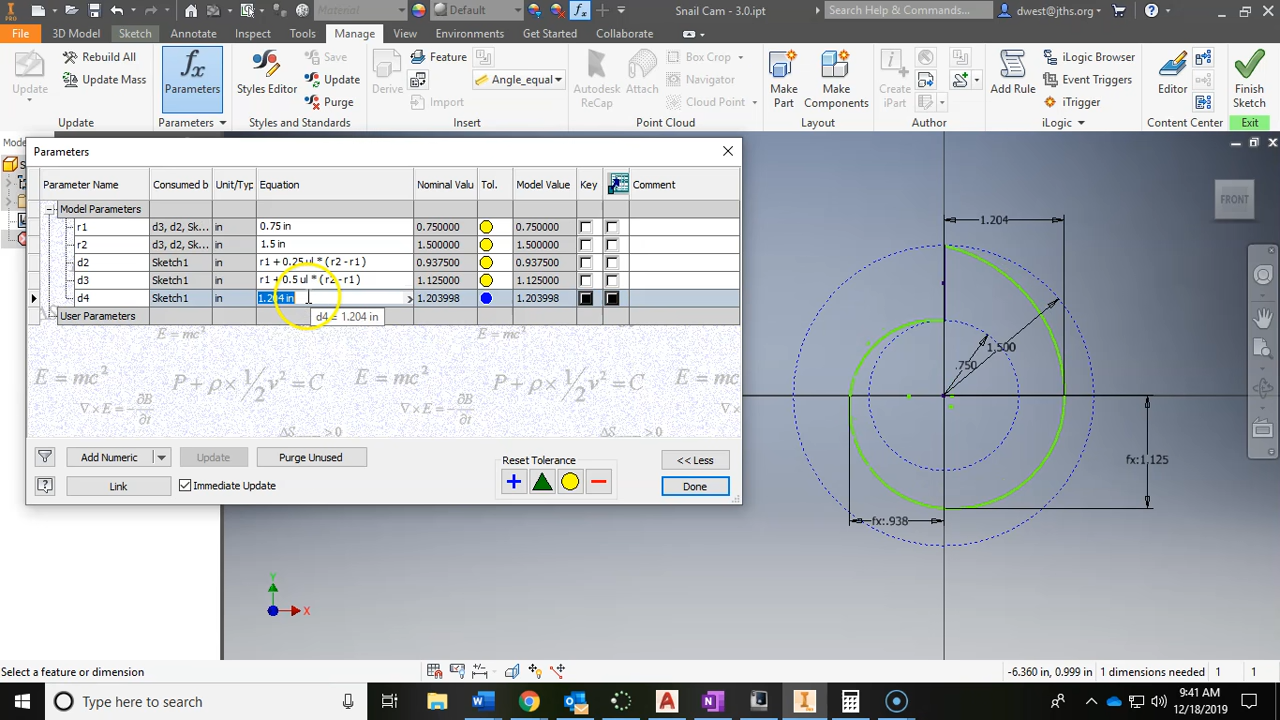 Material
Default
Snail Cam 3.0.ipt
Search Help & Commands...
dwest@jths.org
File
3D Model
Sketch
Annotate
Inspect
Tools
Manage
View
Environments
Get Started
Collaborate
Update
Rebuild All
Update Mass
Update
fx
Parameters
Parameters
Styles Editor
Save
Update
Purge
Styles and Standards
Derive
Feature
Import
Insert
Angle_equal
Autodesk ReCap
Attach
Box Crop
Navigator
Cloud Point
Point Cloud
Make Part
Make Components
Layout
Create iPart
Author
Add Rule
iLogic Browser
Event Triggers
iTrigger
iLogic
Editor
Content Center
Finish Sketch
Exit
Parameters
Parameter Name Consumed b Unit/Typ Equation Nominal Valu Tol. Model Value Key Comment
Model Parameters
r1 d3, d2, Sk... in 0.75 in 0.750000 0.750000
r2 d3, d2, Sk... in 1.5 in 1.500000 1.500000
d2 Sketch1 in r1 + 0.25 ul * ( r2 - r1 ) 0.937500 0.937500
d3 Sketch1 in r1 + 0.5 ul * ( r2 - r1 ) 1.125000 1.125000
d4 Sketch1 in 1.204 in 1.203998 1.203998
User Parameters
d4 = 1.204 in
Add Numeric
Update
Purge Unused
Link
Immediate Update
Reset Tolerance
<< Less
Done
1.204
1.500
.750
fx:1.125
fx:.938
FRONT
Y
X
Select a feature or dimension
-6.360 in, 0.999 in
1 dimensions needed
1
1
Type here to search
9:41 AM
12/18/2019